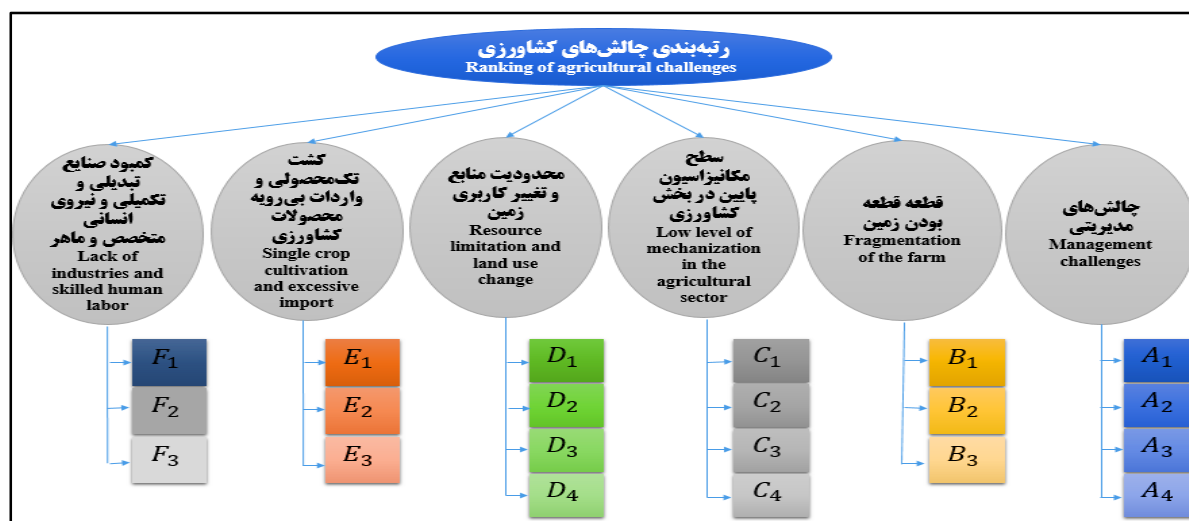 رتبه‌بندی چالش‌های کشاورزی
Ranking of agricultural challenges
کمبود صنایع
تبدیلی و
تکمیلی و نیروی
انسانی
متخصص و ماهر
Lack of
industries and
skilled human
labor
کشت
تک‌محصولی و
واردات بی‌رویه
محصولات
کشاورزی
Single crop
cultivation
and excessive
import
محدودیت منابع
و تغییر کاربری
زمین
Resource
limitation and
land use
change
سطح
مکانیزاسیون
پایین در بخش
کشاورزی
Low level of
mechanization
in the
agricultural
sector
قطعه قطعه
بودن زمین
Fragmentation
of the farm
چالش‌های
مدیریتی
Management
challenges
F₁
F₂
F₃
E₁
E₂
E₃
D₁
D₂
D₃
D₄
C₁
C₂
C₃
C₄
B₁
B₂
B₃
A₁
A₂
A₃
A₄